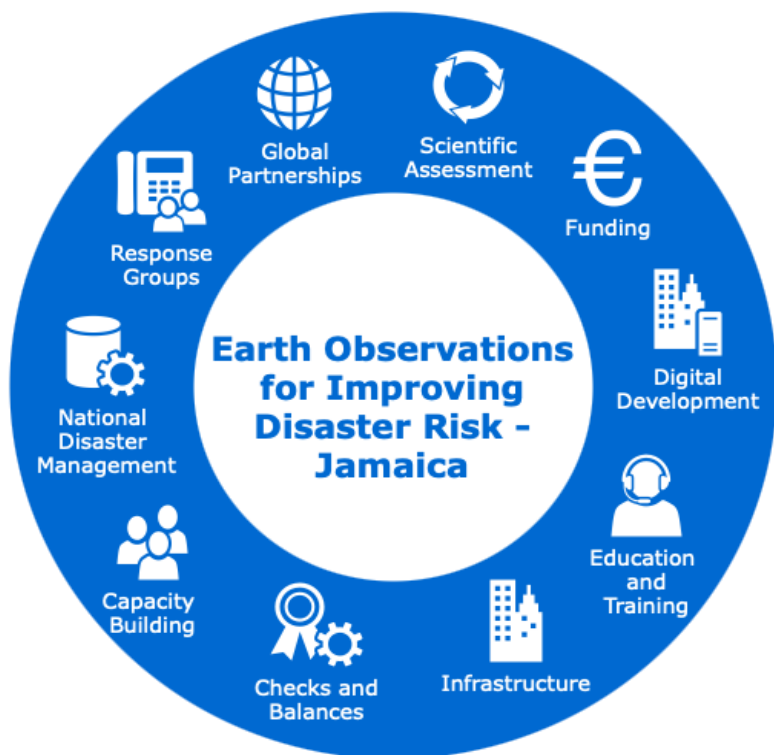 Global
Partnerships
Scientific
Assessment
Funding
Digital
Development
Education
and
Training
Infrastructure
Checks and
Balances
Capacity
Building
National
Disaster
Management
Response
Groups
Earth Observations
for Improving
Disaster Risk -
Jamaica